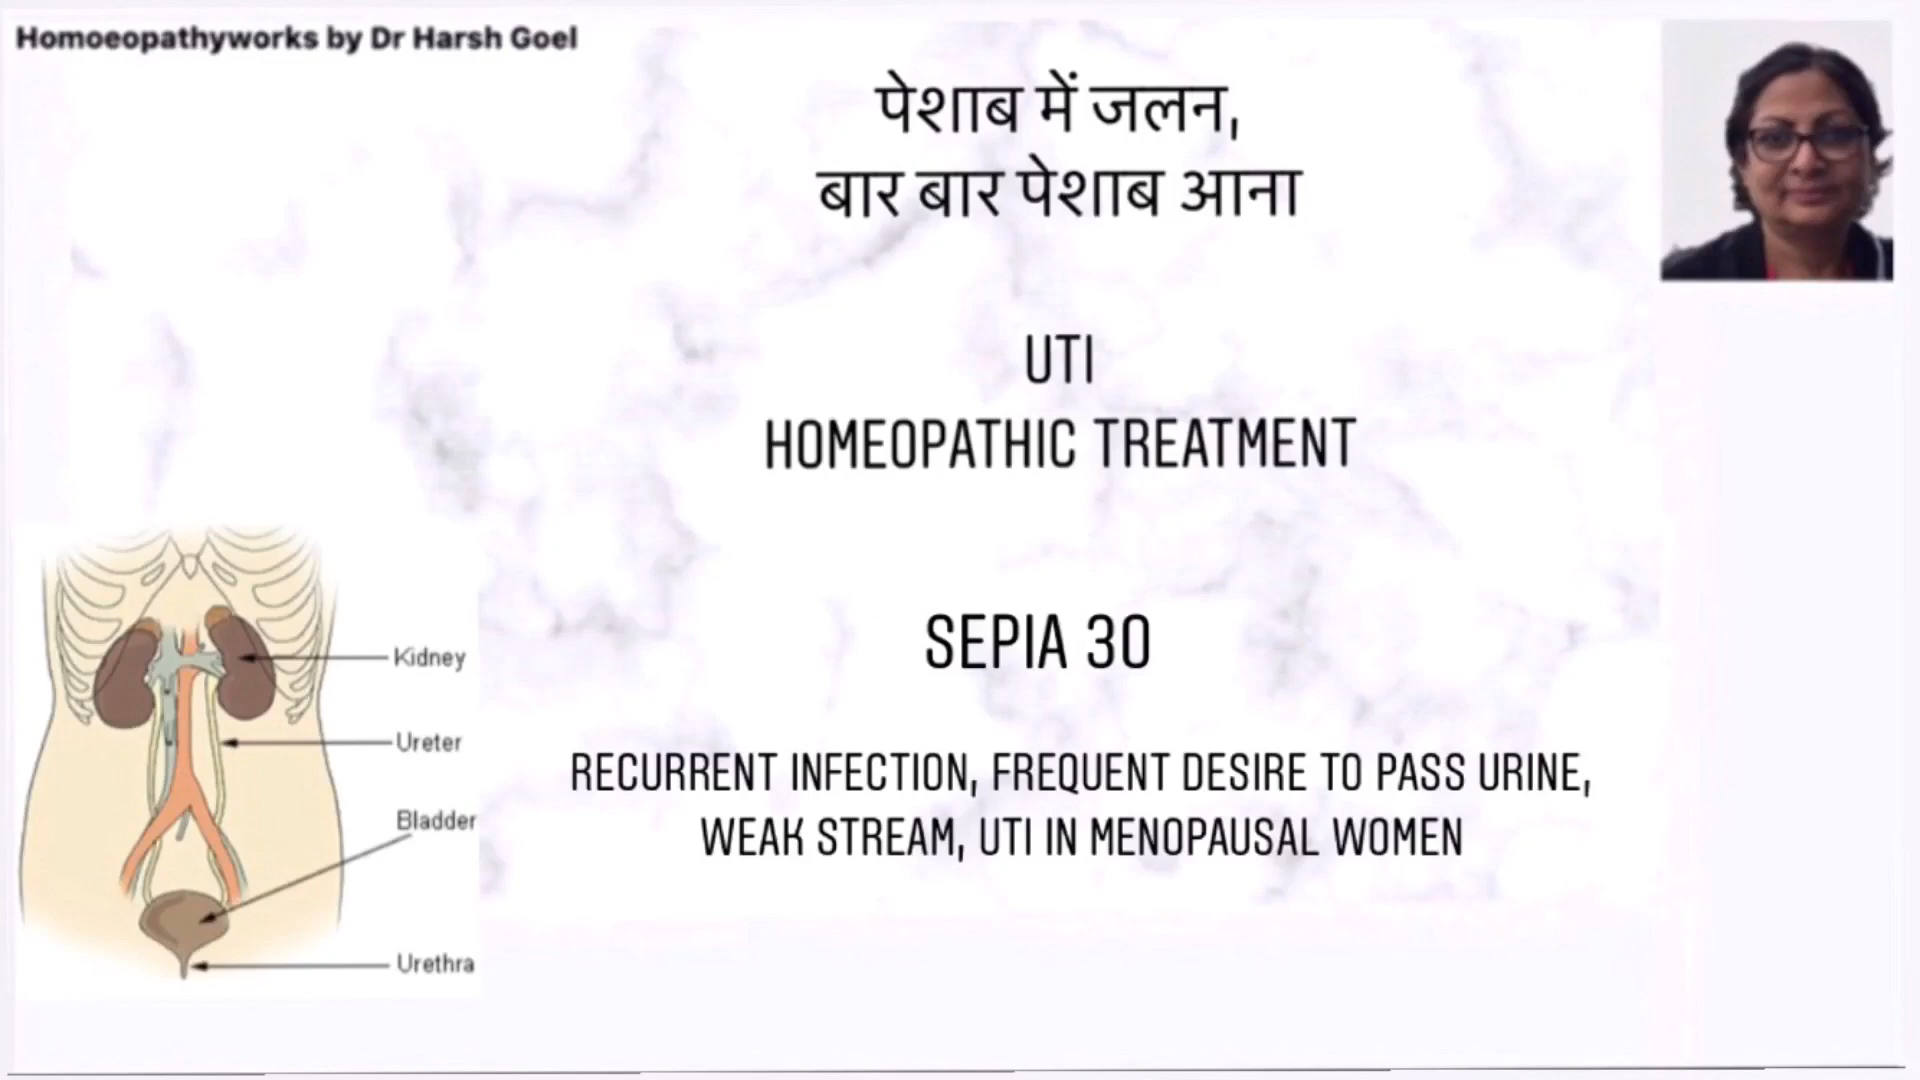 Homoeopathyworks by Dr Harsh Goel
पेशाब में जलन,
बार बार पेशाब आना
UTI
HOMEOPATHIC TREATMENT
SEPIA 30
RECURRENT INFECTION, FREQUENT DESIRE TO PASS URINE,
WEAK STREAM, UTI IN MENOPAUSAL WOMEN
Kidney
Ureter
Bladder
Urethra